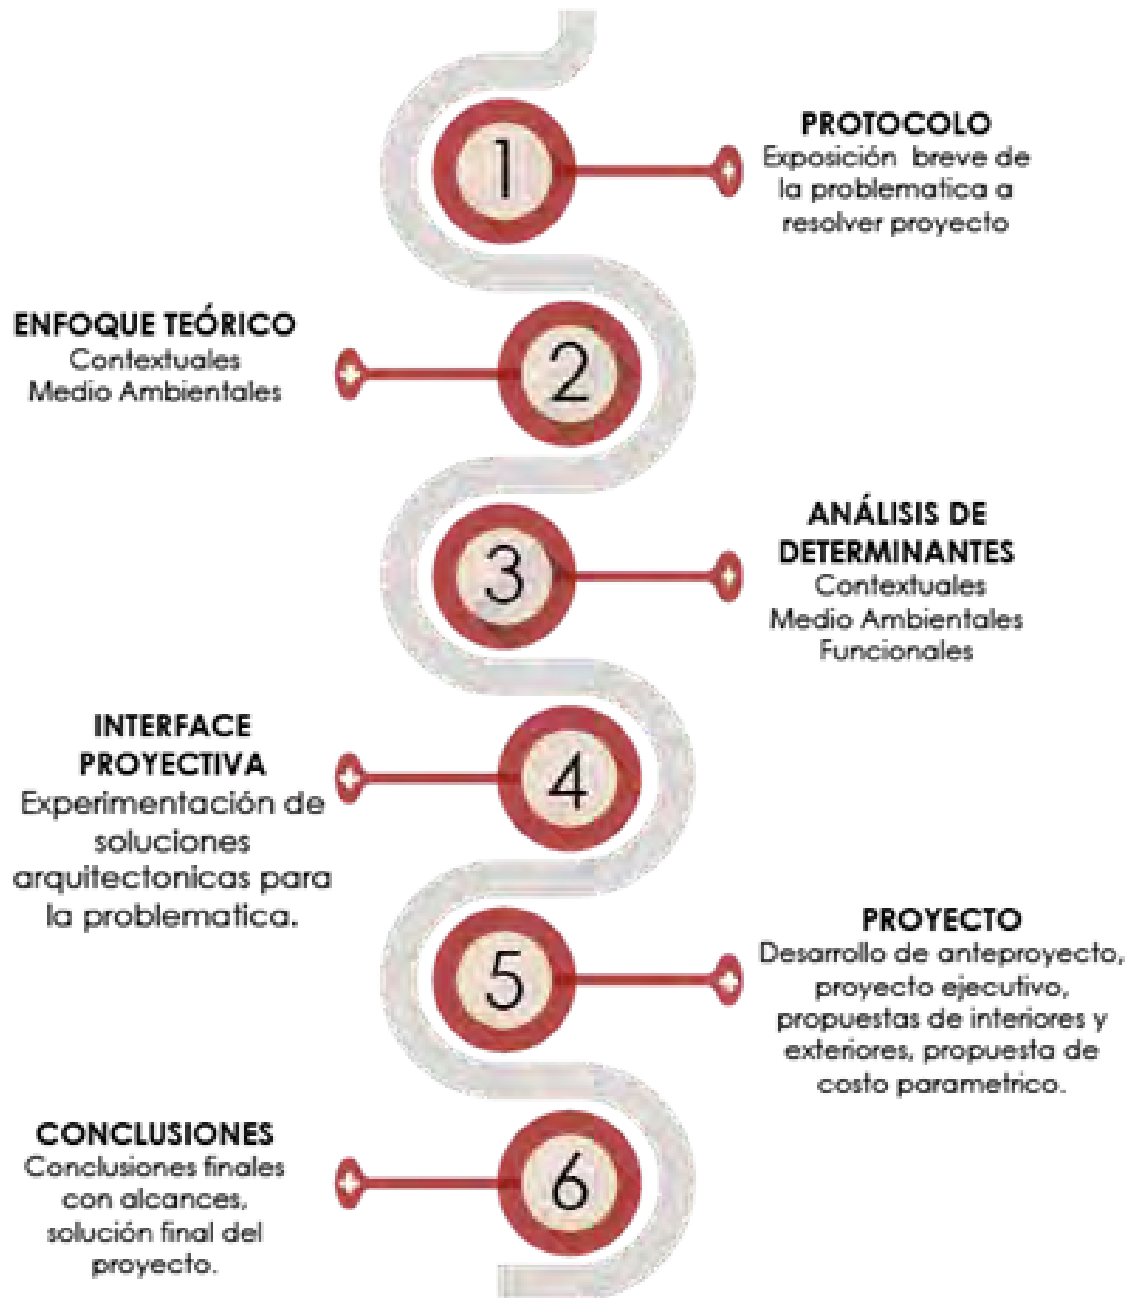 1
PROTOCOLO
Exposición breve de
la problematica a
resolver proyecto
ENFOQUE TEÓRICO
Contextuales
Medio Ambientales
2
3
ANÁLISIS DE
DETERMINANTES
Contextuales
Medio Ambientales
Funcionales
INTERFACE
PROYECTIVA
Experimentación de
soluciones
arquitectonicas para
la problematica.
4
5
PROYECTO
Desarrollo de anteproyecto,
proyecto ejecutivo,
propuestas de interiores y
exteriores, propuesta de
costo parametrico.
CONCLUSIONES
Conclusiones finales
con alcances,
solución final del
proyecto.
6